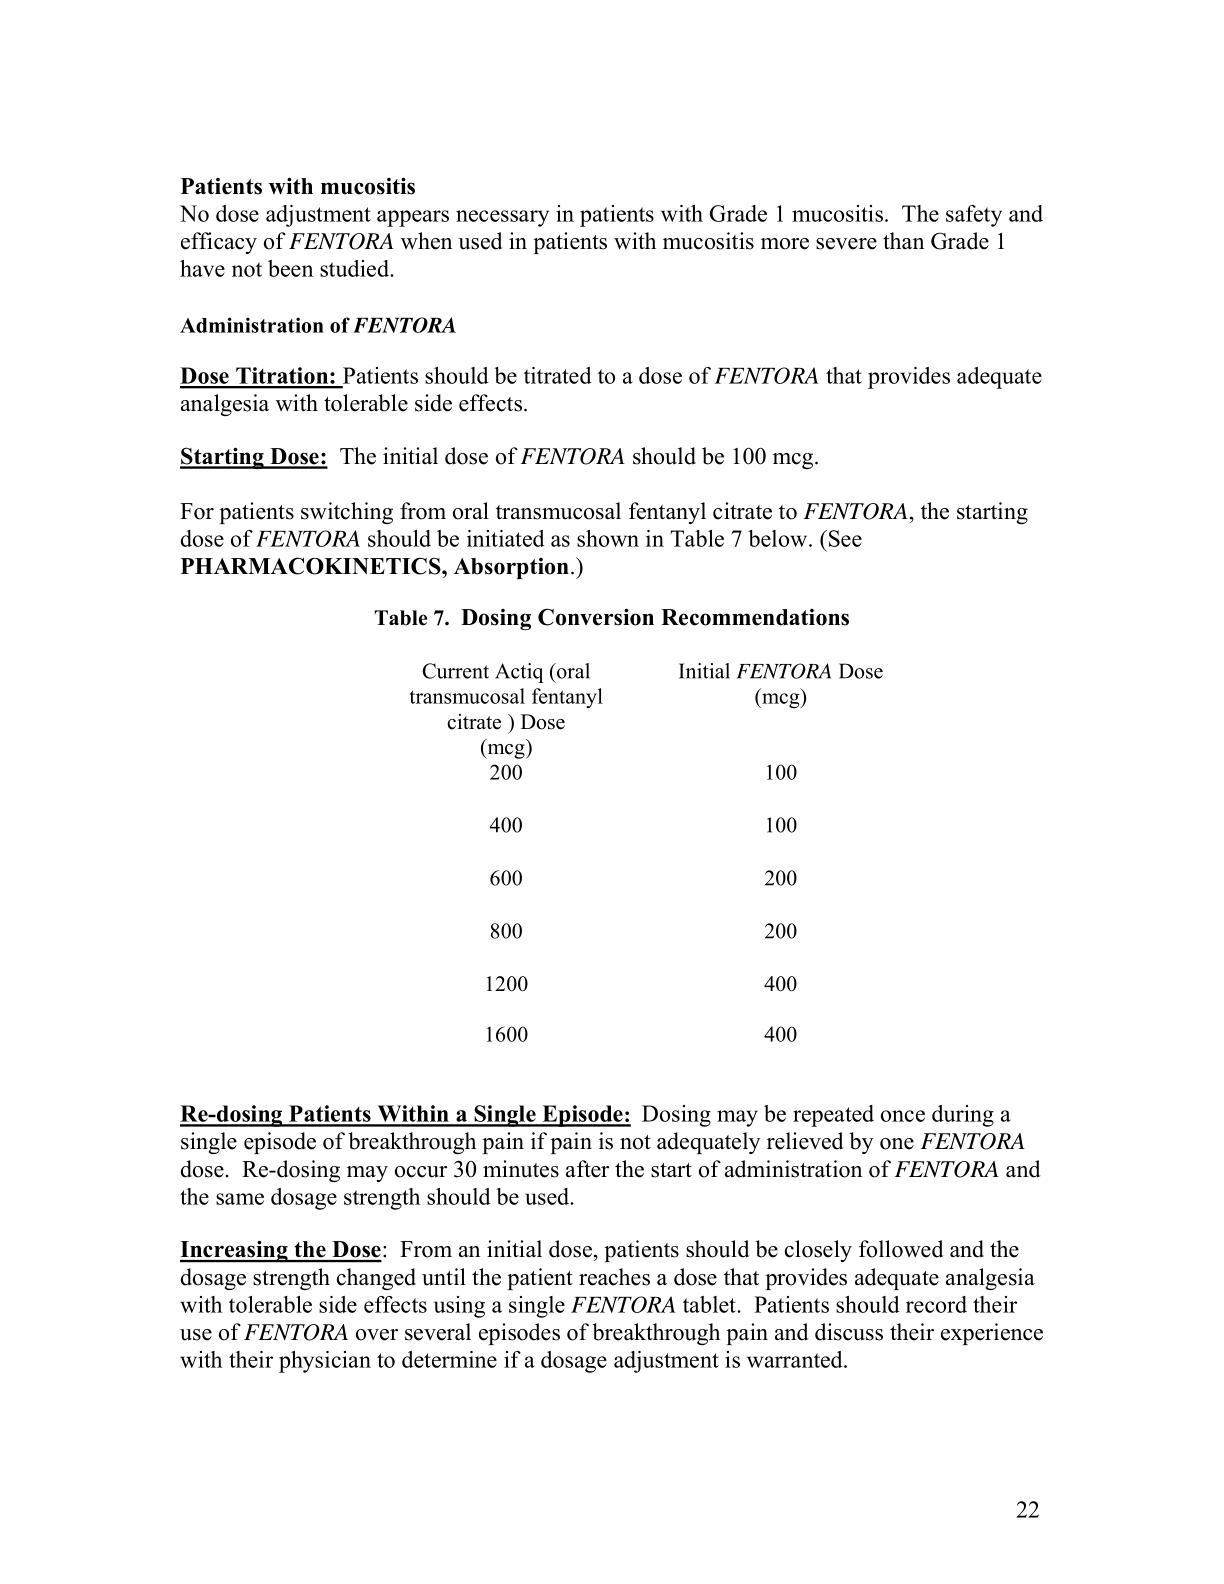 Patients with mucositis
No dose adjustment appears necessary in patients with Grade 1 mucositis.  The safety and
efficacy of FENTORA when used in patients with mucositis more severe than Grade 1
have not been studied.
Administration of FENTORA
Dose Titration: Patients should be titrated to a dose of FENTORA that provides adequate
analgesia with tolerable side effects.
Starting Dose:  The initial dose of FENTORA should be 100 mcg.
For patients switching from oral transmucosal fentanyl citrate to FENTORA, the starting
dose of FENTORA should be initiated as shown in Table 7 below. (See
PHARMACOKINETICS, Absorption.)
Table 7.  Dosing Conversion Recommendations
Current Actiq (oral Initial FENTORA Dose
transmucosal fentanyl (mcg)
citrate ) Dose
(mcg)
200 100
400 100
600 200
800 200
1200 400
1600 400
Re-dosing Patients Within a Single Episode:  Dosing may be repeated once during a
single episode of breakthrough pain if pain is not adequately relieved by one FENTORA
dose.  Re-dosing may occur 30 minutes after the start of administration of FENTORA and
the same dosage strength should be used.
Increasing the Dose:  From an initial dose, patients should be closely followed and the
dosage strength changed until the patient reaches a dose that provides adequate analgesia
with tolerable side effects using a single FENTORA tablet.  Patients should record their
use of FENTORA over several episodes of breakthrough pain and discuss their experience
with their physician to determine if a dosage adjustment is warranted.
22